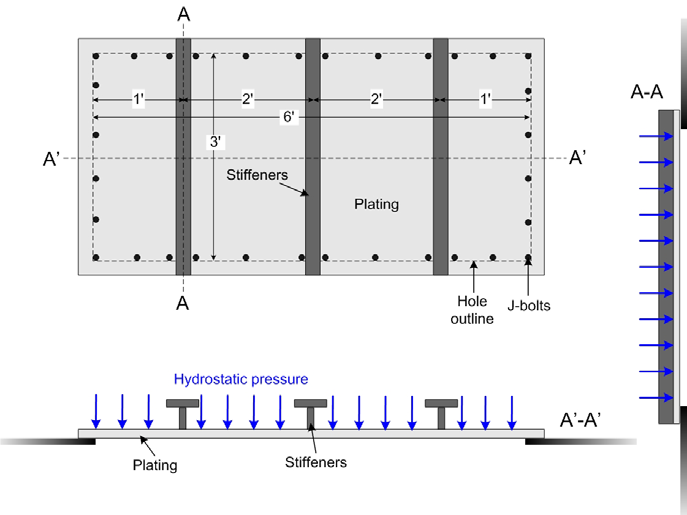 A
A-A
1'
2'
2'
1'
6'
3'
A’
A’
Stiffeners
Plating
A
Hole
outline
J-bolts
Hydrostatic pressure
A’-A’
Plating
Stiffeners